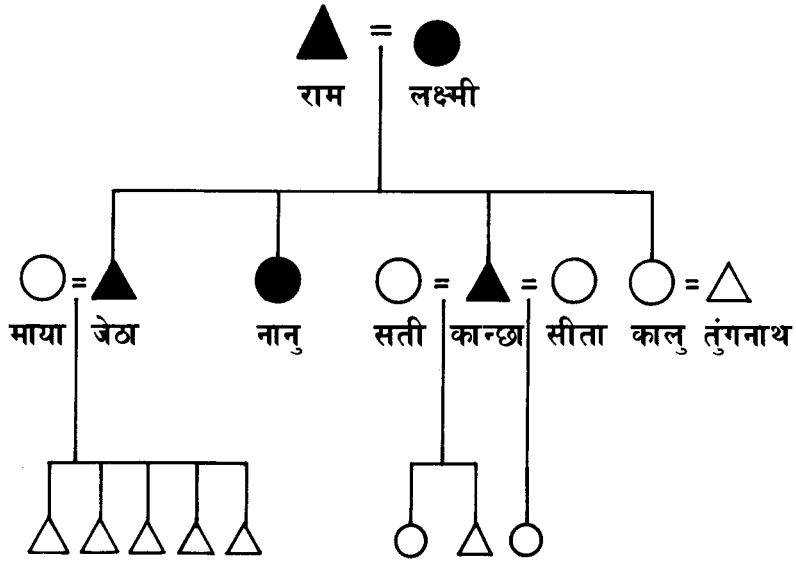 राम लक्ष्मी
माया जेठा नानु सती कान्छा सीता कालु तुंगनाथ